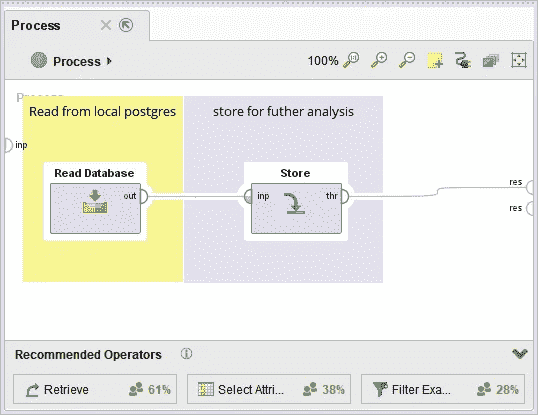 Process
Process
100%
Process
Read from local postgres
store for futher analysis
inp
Read Database
Store
out
inp
thr
res
res
Recommended Operators
Retrieve
61%
Select Attri...
38%
Filter Exa...
28%